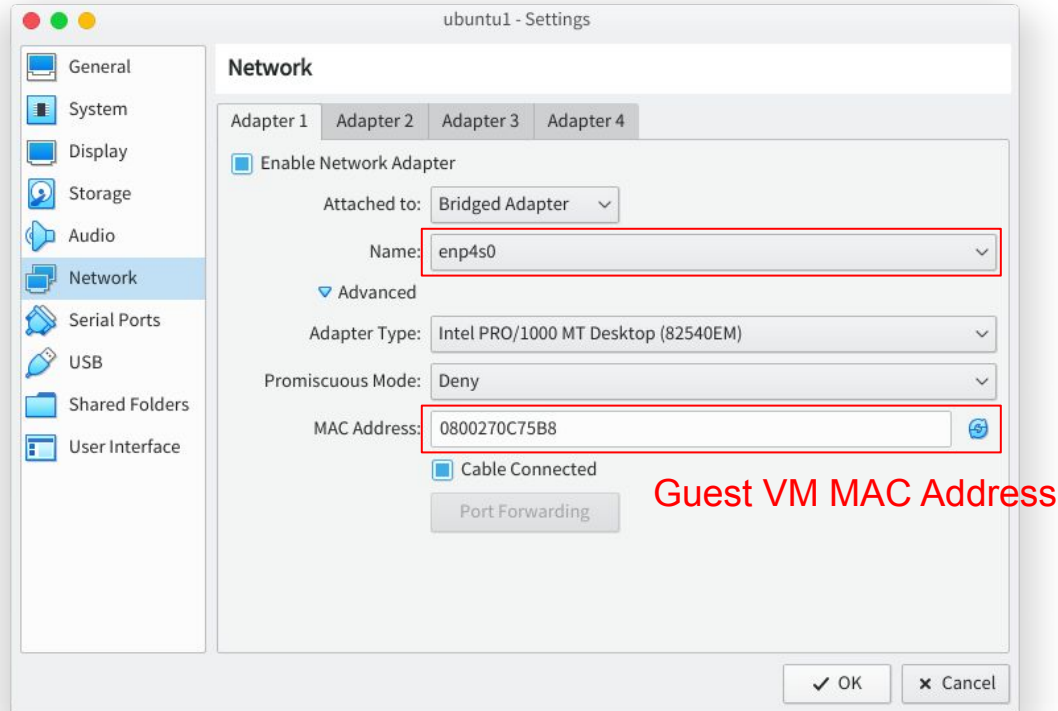 ubuntu1 - Settings
General
System
Display
Storage
Audio
Network
Serial Ports
USB
Shared Folders
User Interface
Network
Adapter 1 Adapter 2 Adapter 3 Adapter 4
Enable Network Adapter
Attached to: Bridged Adapter
Name: enp4s0
Advanced
Adapter Type: Intel PRO/1000 MT Desktop (82540EM)
Promiscuous Mode: Deny
MAC Address: 0800270C75B8
Cable Connected
Guest VM MAC Address
Port Forwarding
OK Cancel